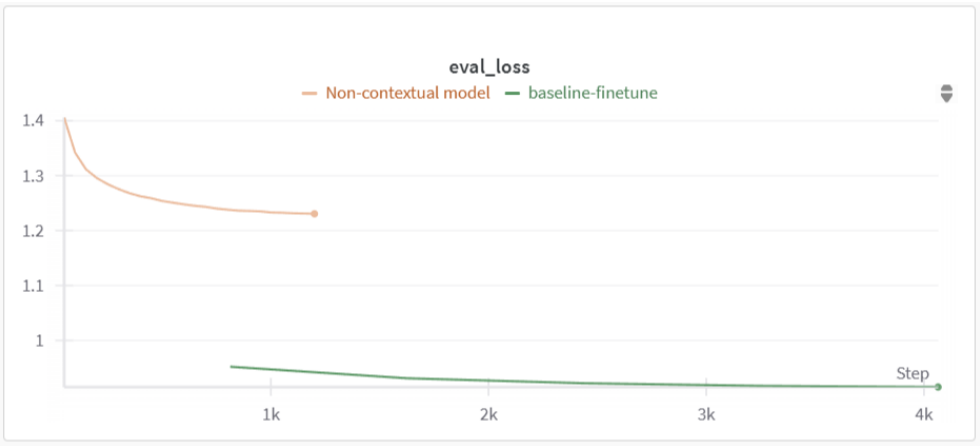 eval_loss
Non-contextual model baseline-finetune
1.4
1.3
1.2
1.1
1
Step
1k 2k 3k 4k